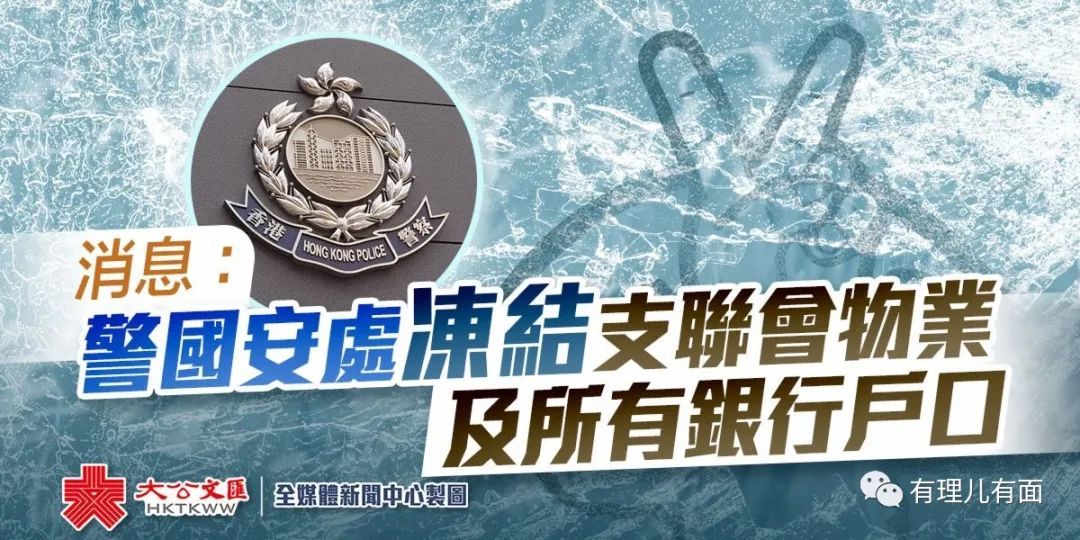 香港
HONG KONG POLICE
警察
消息：
警國安處凍結支聯會物業
及所有銀行戶口
大公文匯
HKTKWW
全媒體新聞中心製圖
有理儿有面